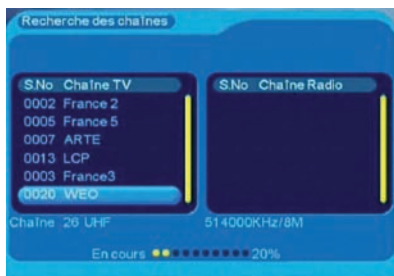 Recherche des chaînes
S.No Chaîne TV
0002 France 2
0005 France 5
0007 ARTE
0013 LCP
0003 France3
0020 WEO
S.No Chaîne Radio
Chaîne 26 UHF
514000KHz/8M
En cours 20%